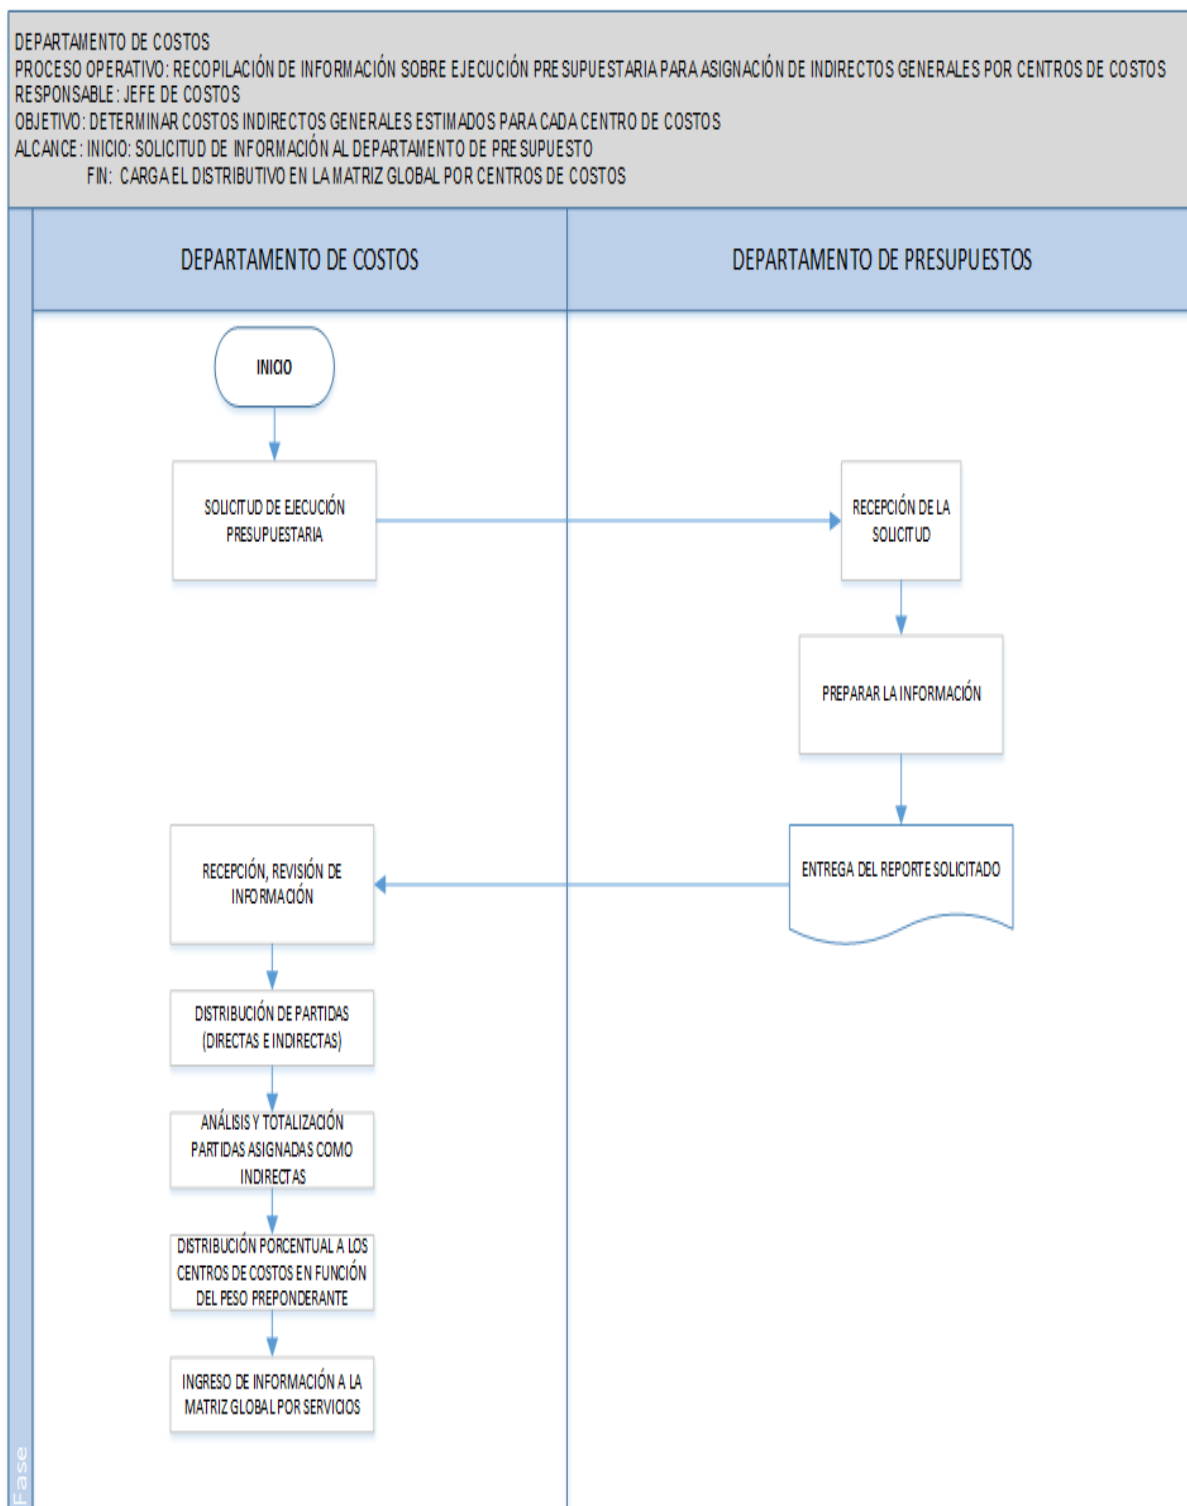 DEPARTAMENTO DE COSTOS
PROCESO OPERATIVO: RECOPILACIÓN DE INFORMACIÓN SOBRE EJECUCIÓN PRESUPUESTARIA PARA ASIGNACIÓN DE INDIRECTOS GENERALES POR CENTROS DE COSTOS
RESPONSABLE: JEFE DE COSTOS
OBJETIVO: DETERMINAR COSTOS INDIRECTOS GENERALES ESTIMADOS PARA CADA CENTRO DE COSTOS
ALCANCE: INICIO: SOLICITUD DE INFORMACIÓN AL DEPARTAMENTO DE PRESUPUESTO
FIN: CARGA EL DISTRIBUTIVO EN LA MATRIZ GLOBAL POR CENTROS DE COSTOS
DEPARTAMENTO DE COSTOS
DEPARTAMENTO DE PRESUPUESTOS
INICIO
SOLICITUD DE EJECUCIÓN
PRESUPUESTARIA
RECEPCIÓN DE LA
SOLICITUD
PREPARAR LA INFORMACIÓN
ENTREGA DEL REPORTE SOLICITADO
RECEPCIÓN, REVISIÓN DE
INFORMACIÓN
DISTRIBUCIÓN DE PARTIDAS
(DIRECTAS E INDIRECTAS)
ANÁLISIS Y TOTALIZACIÓN
PARTIDAS ASIGNADAS COMO
INDIRECTAS
DISTRIBUCIÓN PORCENTUAL A LOS
CENTROS DE COSTOS EN FUNCIÓN
DEL PESO PREPONDERANTE
INGRESO DE INFORMACIÓN A LA
MATRIZ GLOBAL POR SERVICIOS
Fase